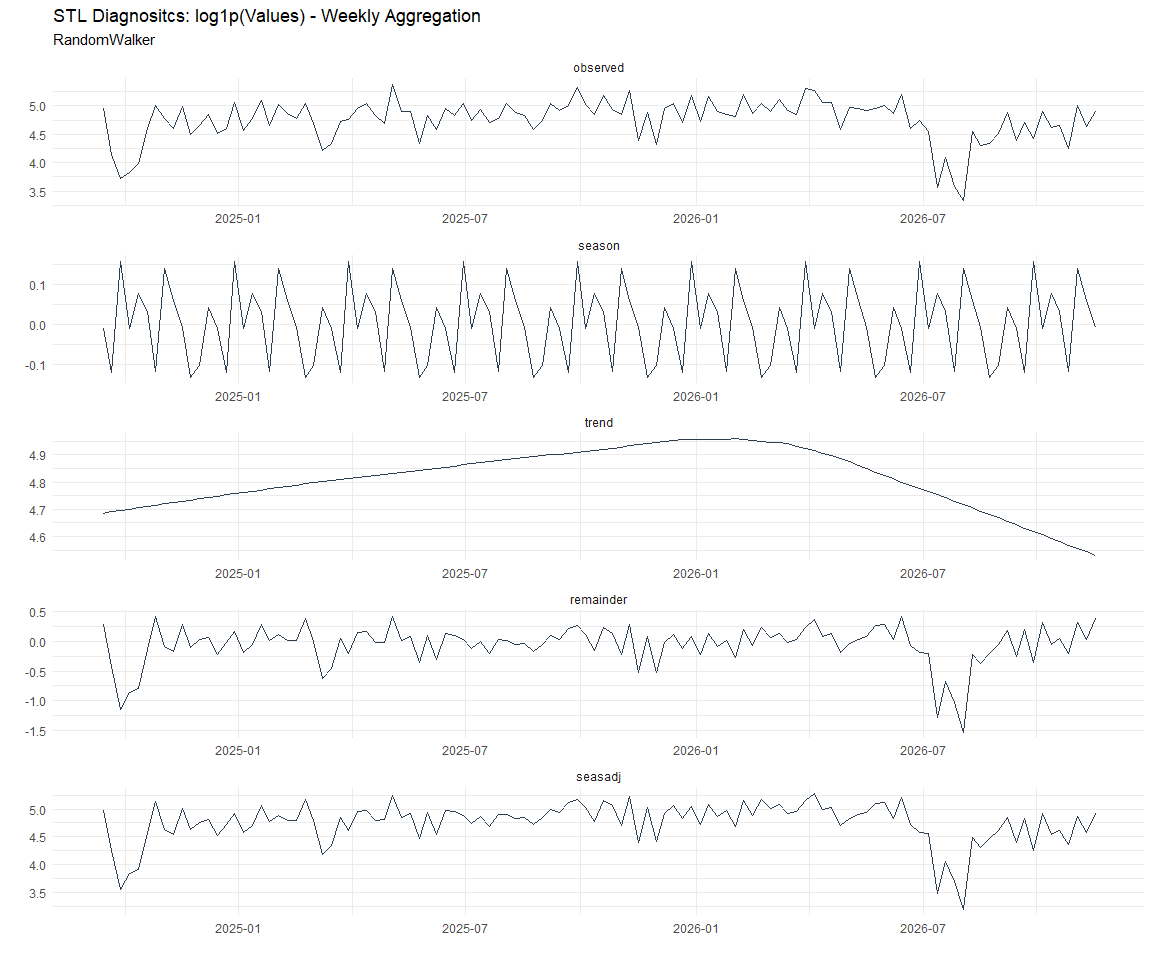 STL Diagnositcs: log1p(Values) - Weekly Aggregation
RandomWalker
observed
5.0
4.5
4.0
3.5
2025-01 2025-07 2026-01 2026-07
season
0.1
0.0
-0.1
2025-01 2025-07 2026-01 2026-07
trend
4.9
4.8
4.7
4.6
2025-01 2025-07 2026-01 2026-07
remainder
0.5
0.0
-0.5
-1.0
-1.5
2025-01 2025-07 2026-01 2026-07
seasadj
5.0
4.5
4.0
3.5
2025-01 2025-07 2026-01 2026-07